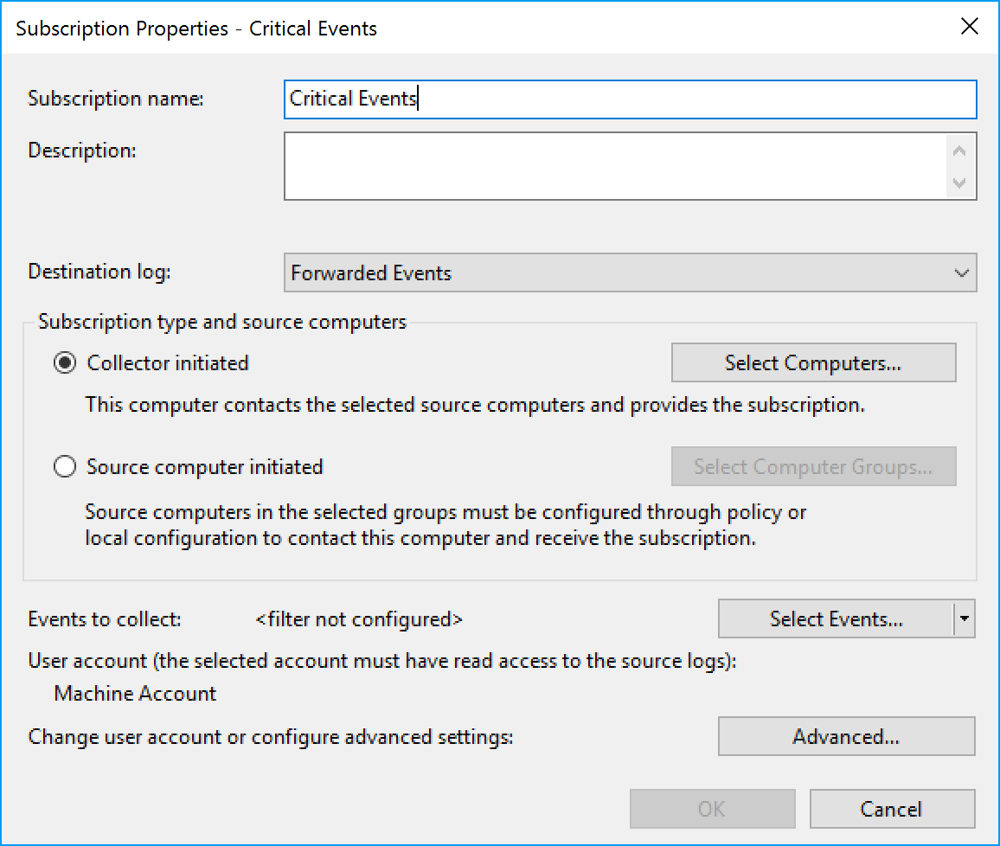 Subscription Properties - Critical Events
Subscription name: Critical Events
Description:
Destination log: Forwarded Events
Subscription type and source computers
Collector initiated Select Computers...
This computer contacts the selected source computers and provides the subscription.
Source computer initiated Select Computer Groups...
Source computers in the selected groups must be configured through policy or
local configuration to contact this computer and receive the subscription.
Events to collect: <filter not configured> Select Events...
User account (the selected account must have read access to the source logs):
Machine Account
Change user account or configure advanced settings: Advanced...
OK Cancel